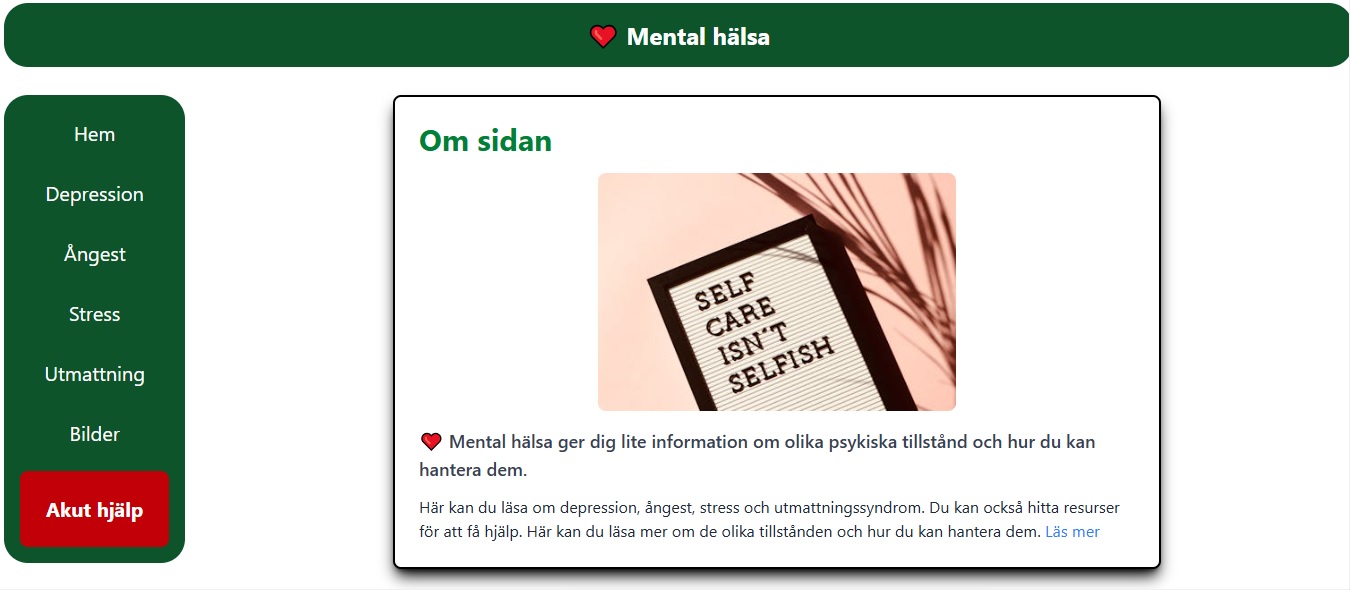 Mental hälsa
Hem
Depression
Ångest
Stress
Utmattning
Bilder
Akut hjälp
Om sidan
SELF
CARE
ISN´T
SELFISH
Mental hälsa ger dig lite information om olika psykiska tillstånd och hur du kan
hantera dem.
Här kan du läsa om depression, ångest, stress och utmattningssyndrom. Du kan också hitta resurser
för att få hjälp. Här kan du läsa mer om de olika tillstånden och hur du kan hantera dem. Läs mer